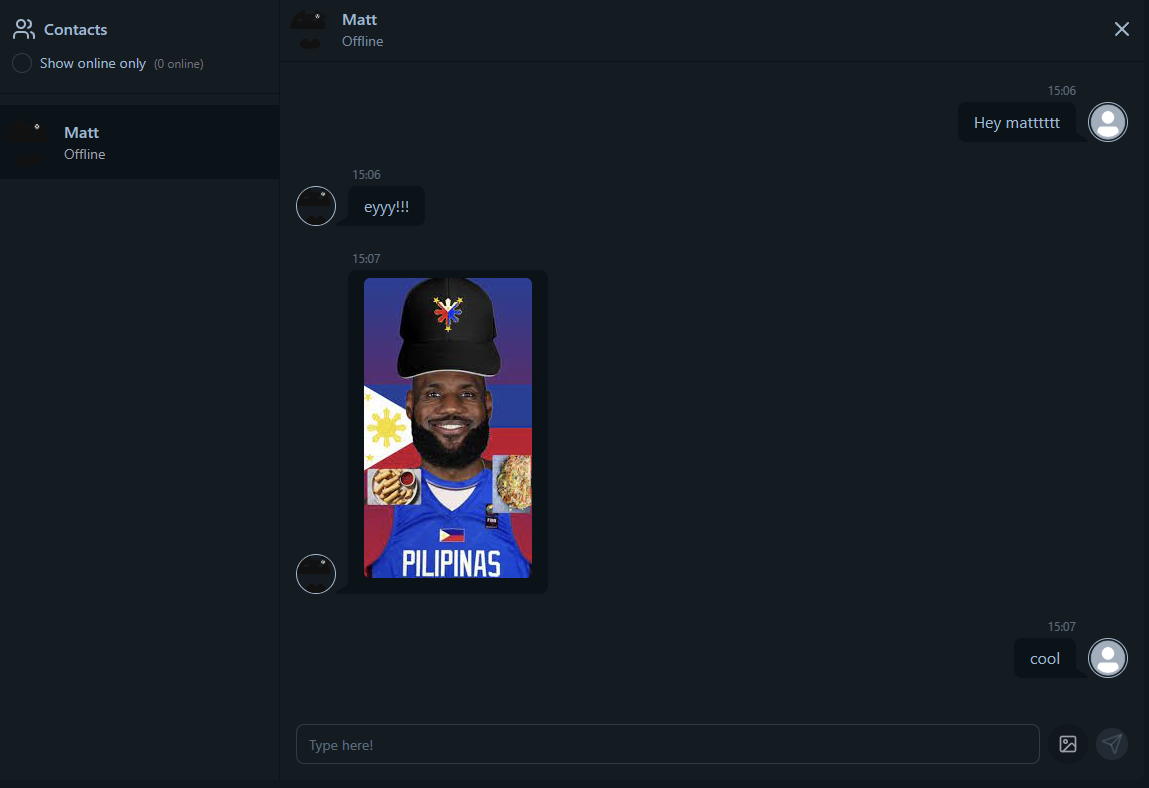 Contacts
Show online only (0 online)
Matt
Offline
Matt
Offline
15:06
Hey matttttt
15:06
eyyy!!!
15:07
PILIPINAS
15:07
cool
Type here!